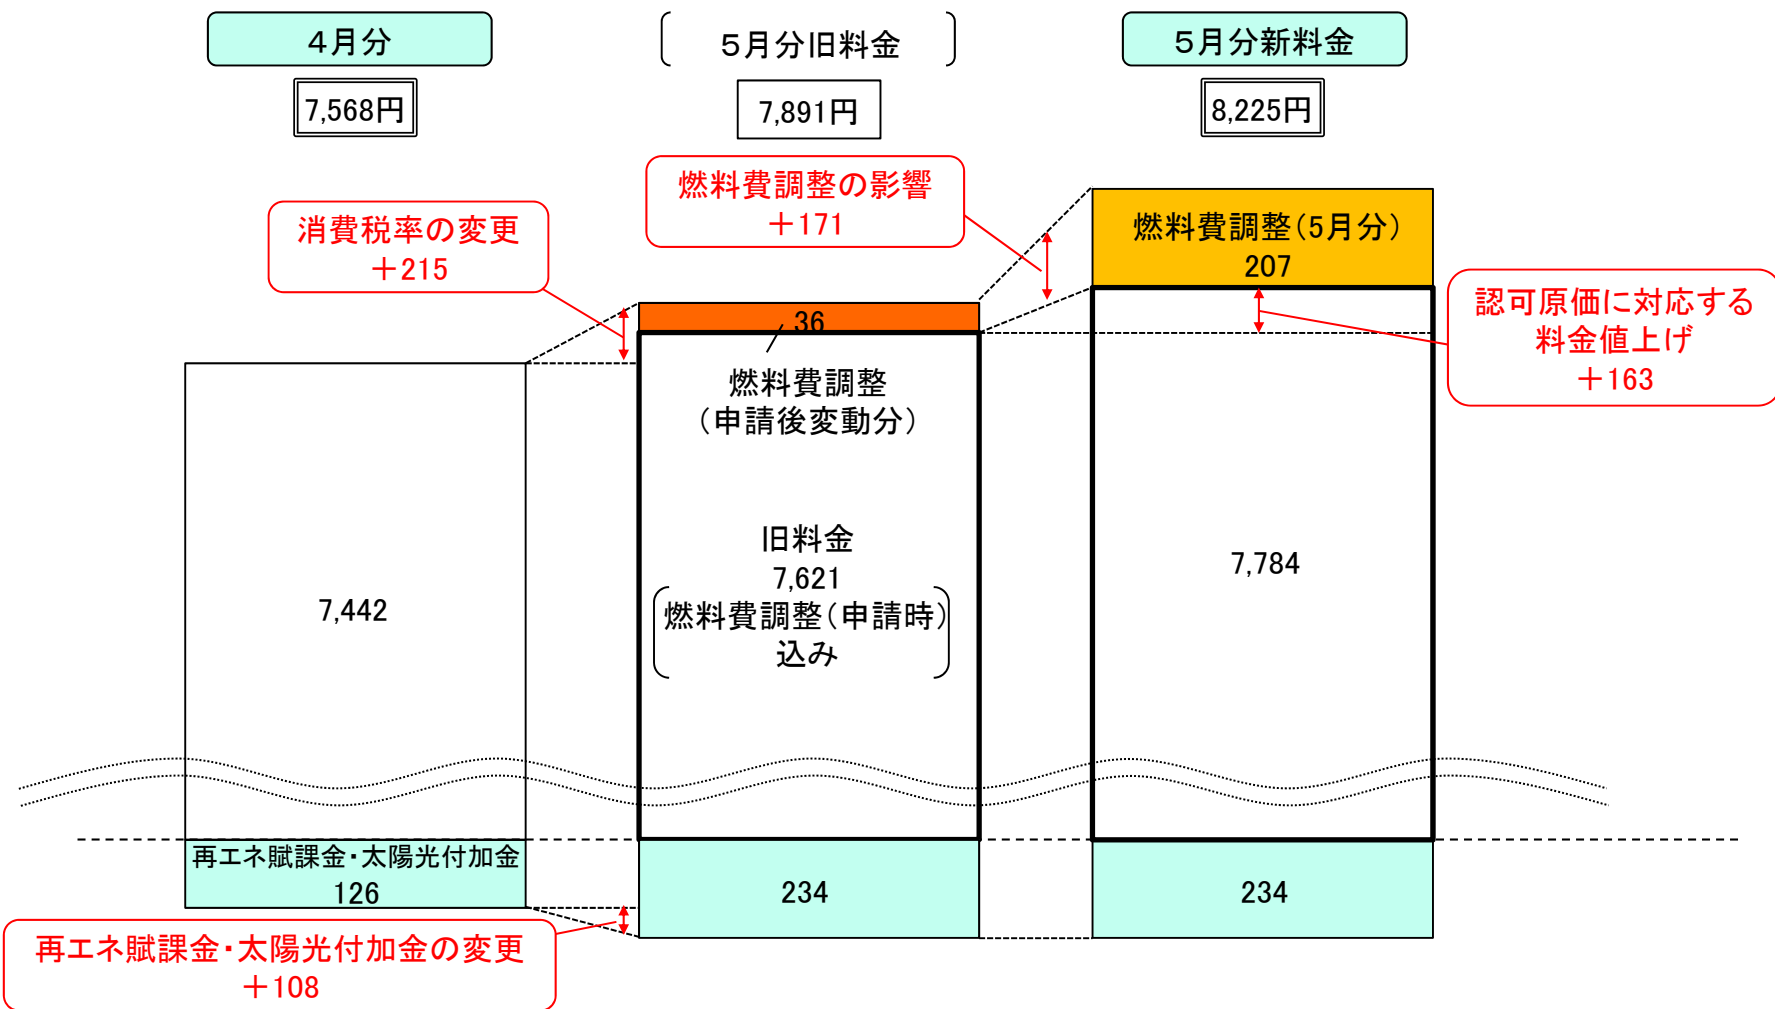 4月分
5月分旧料金
5月分新料金
7,568円
7,891円
8,225円
燃料費調整の影響
＋171
消費税率の変更
＋215
燃料費調整（5月分）
207
認可原価に対応する
料金値上げ
＋163
36
燃料費調整
（申請後変動分）
旧料金
7,621
燃料費調整（申請時）
込み
7,784
7,442
再エネ賦課金・太陽光付加金
126
234
234
再エネ賦課金・太陽光付加金の変更
＋108